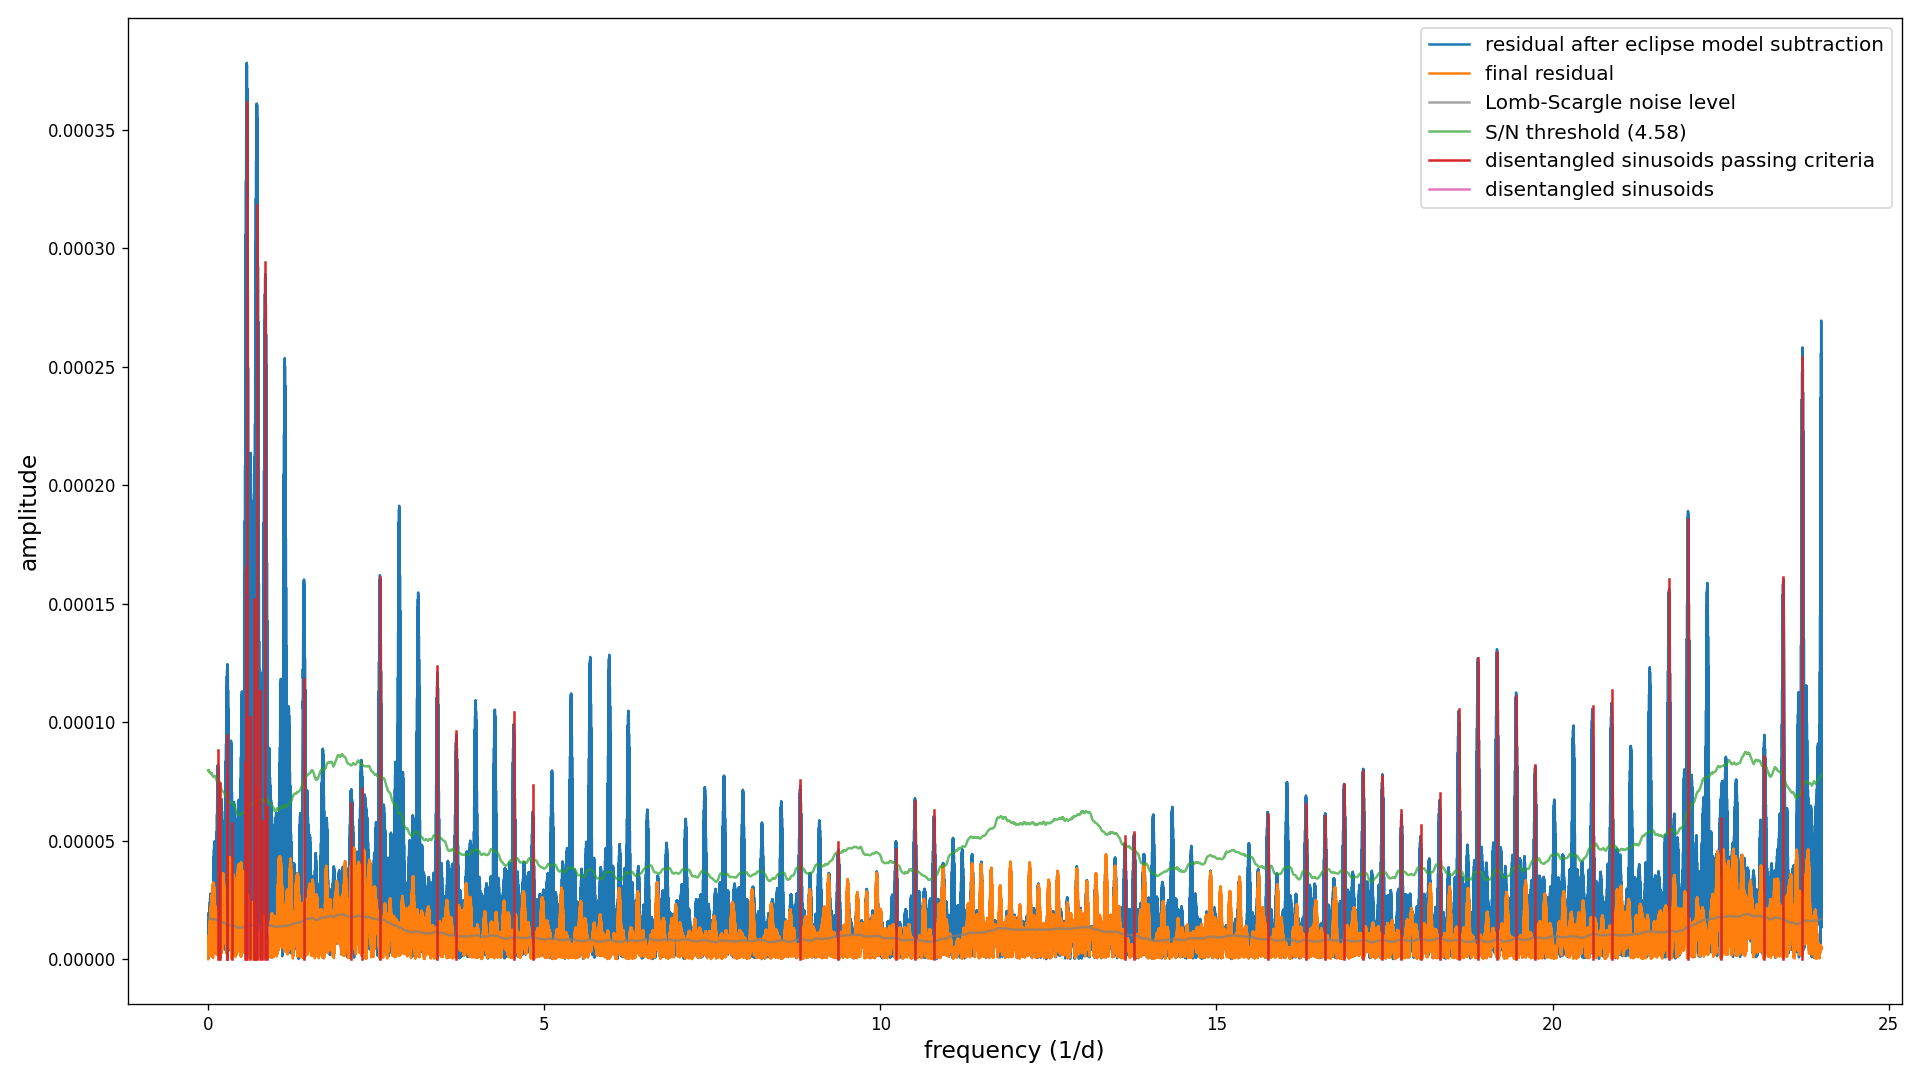 residual after eclipse model subtraction
final residual
Lomb-Scargle noise level
S/N threshold (4.58)
disentangled sinusoids passing criteria
disentangled sinusoids
amplitude
0.00035
0.00030
0.00025
0.00020
0.00015
0.00010
0.00005
0.00000
0 5 10 15 20 25
frequency (1/d)